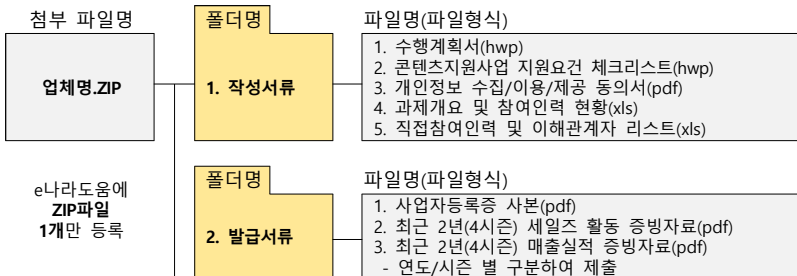 첨부 파일명
폴더명
파일명(파일형식)
업체명.ZIP
1. 작성서류
1. 수행계획서(hwp)
2. 콘텐츠지원사업 지원요건 체크리스트(hwp)
3. 개인정보 수집/이용/제공 동의서(pdf)
4. 과제개요 및 참여인력 현황(xls)
5. 직접참여인력 및 이해관계자 리스트(xls)
e나라도움에
ZIP파일
1개만 등록
폴더명
파일명(파일형식)
2. 발급서류
1. 사업자등록증 사본(pdf)
2. 최근 2년(4시즌) 세일즈 활동 증빙자료(pdf)
3. 최근 2년(4시즌) 매출실적 증빙자료(pdf)
- 연도/시즌 별 구분하여 제출